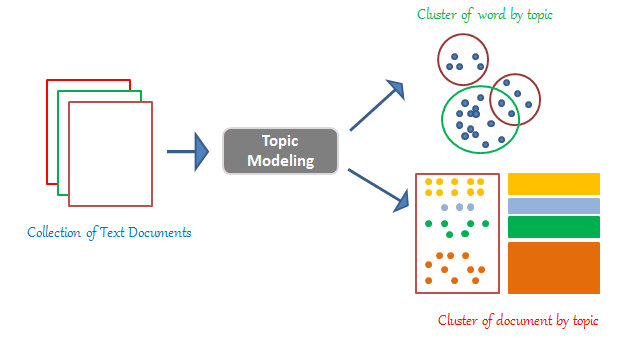 Cluster of word by topic
Topic
Modeling
Collection of Text Documents
Cluster of document by topic